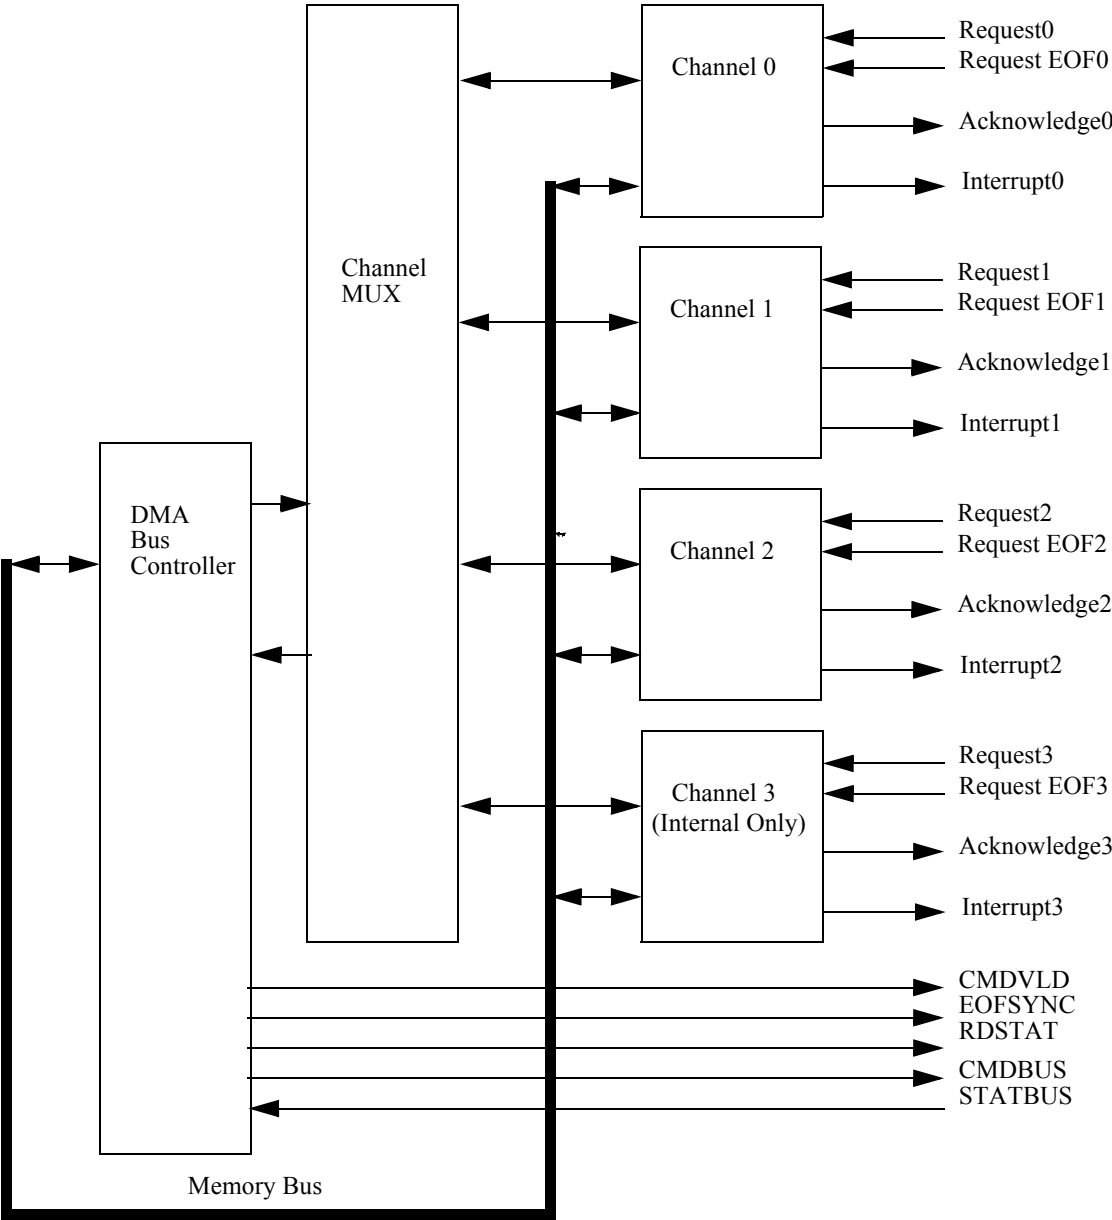 Channel 0
Request0
Request EOF0
Acknowledge0
Interrupt0
Channel
MUX
Channel 1
Request1
Request EOF1
Acknowledge1
Interrupt1
DMA
Bus
Controller
Channel 2
Request2
Request EOF2
Acknowledge2
Interrupt2
Channel 3
(Internal Only)
Request3
Request EOF3
Acknowledge3
Interrupt3
CMDVLD
EOFSYNC
RDSTAT
CMDBUS
STATBUS
Memory Bus